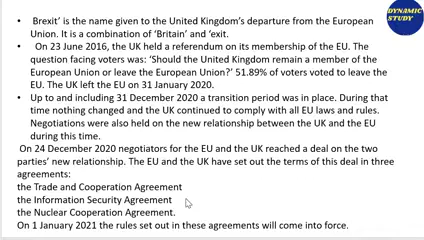 DYNAMIC
STUDY
• Brexit’ is the name given to the United Kingdom’s departure from the European
Union. It is a combination of ‘Britain’ and ‘exit.
• On 23 June 2016, the UK held a referendum on its membership of the EU. The
question facing voters was: ‘Should the United Kingdom remain a member of the
European Union or leave the European Union?’ 51.89% of voters voted to leave the
EU. The UK left the EU on 31 January 2020.
• Up to and including 31 December 2020 a transition period was in place. During that
time nothing changed and the UK continued to comply with all EU laws and rules.
Negotiations were also held on the new relationship between the UK and the EU
during this time.
On 24 December 2020 negotiators for the EU and the UK reached a deal on the two
parties’ new relationship. The EU and the UK have set out the terms of this deal in three
agreements:
the Trade and Cooperation Agreement
the Information Security Agreement
the Nuclear Cooperation Agreement.
On 1 January 2021 the rules set out in these agreements will come into force.